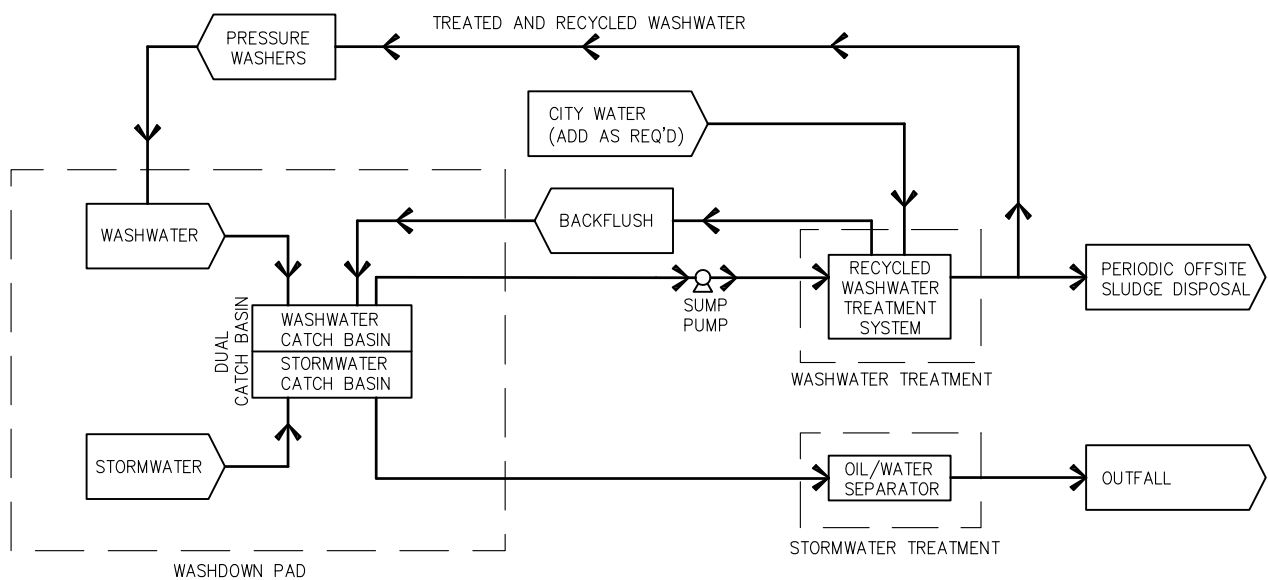 TREATED AND RECYCLED WASHWATER
PRESSURE
WASHERS
CITY WATER
(ADD AS REQ'D)
WASHWATER
BACKFLUSH
RECYCLED
WASHWATER
TREATMENT
SYSTEM
PERIODIC OFFSITE
SLUDGE DISPOSAL
SUMP
PUMP
DUAL
CATCH BASIN
WASHWATER
CATCH BASIN
STORMWATER
CATCH BASIN
WASHWATER TREATMENT
STORMWATER
OIL/WATER
SEPARATOR
OUTFALL
STORMWATER TREATMENT
WASHDOWN PAD